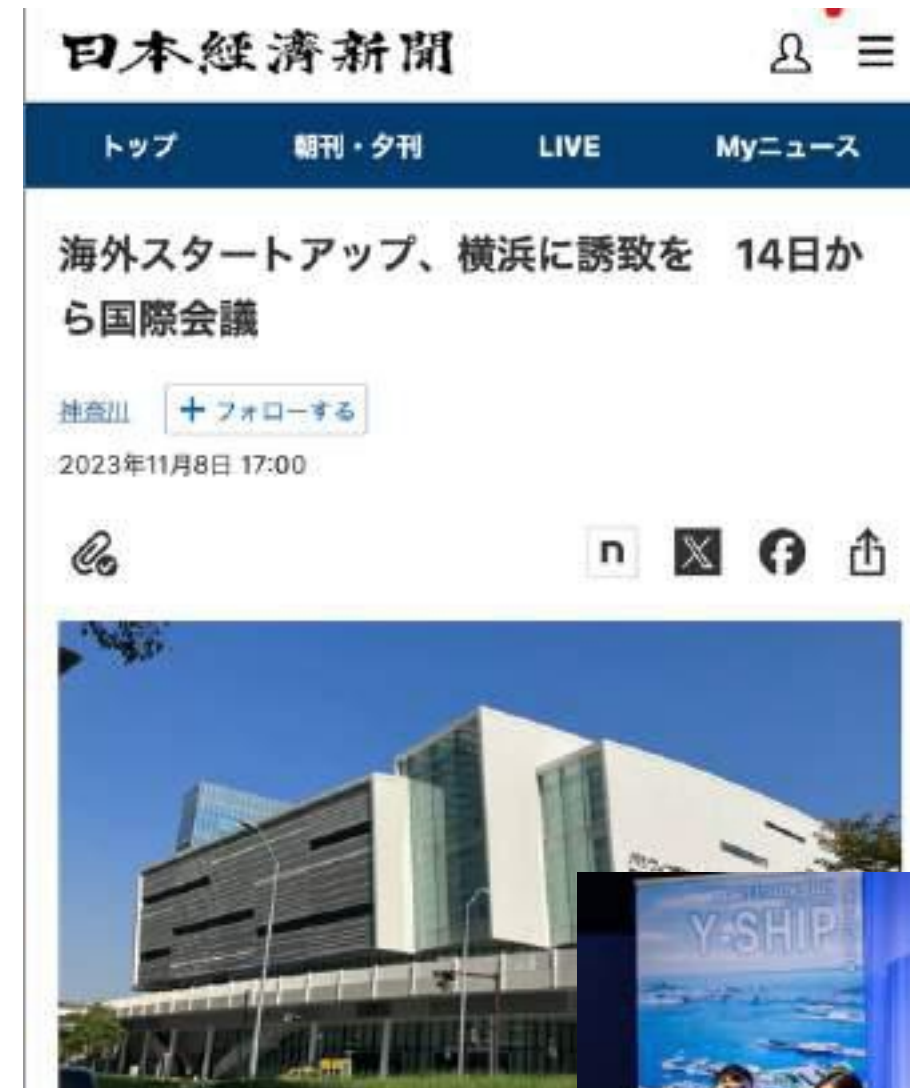 日本経濟新聞
トップ 朝刊・夕刊 LIVE Myニュース
海外スタートアップ、横浜に誘致を　14日か
ら国際会議
神奈川 +フォローする
2023年11月8日 17:00
n
Y-SHIP